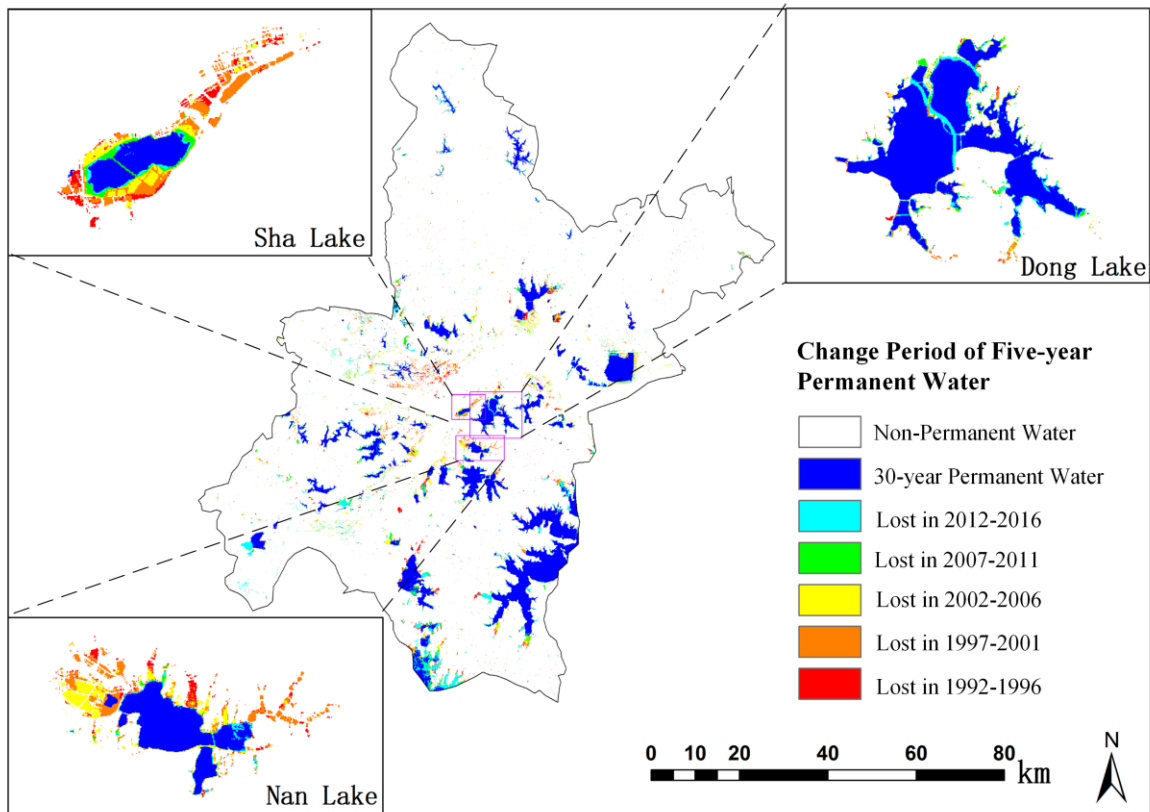 Sha Lake
Dong Lake
Change Period of Five-year
Permanent Water
Non-Permanent Water
30-year Permanent Water
Lost in 2012-2016
Lost in 2007-2011
Lost in 2002-2006
Lost in 1997-2001
Lost in 1992-1996
Nan Lake
0 10 20 40 60 80
km
N